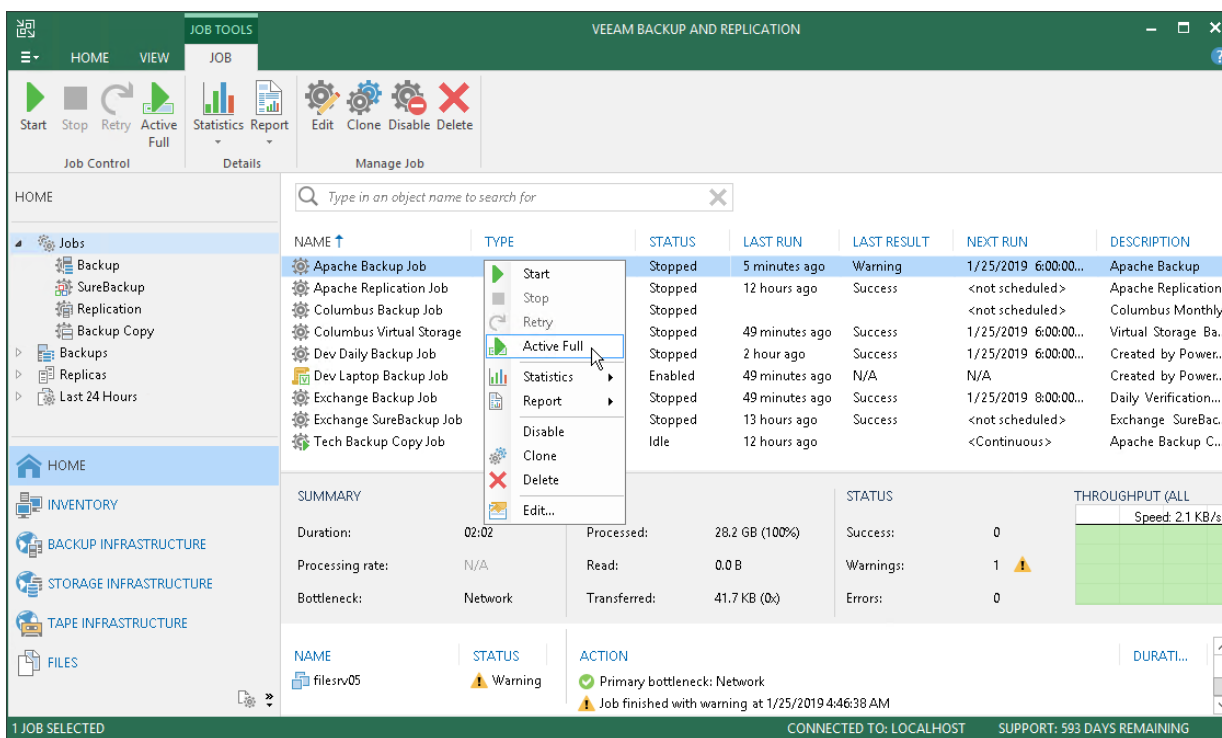 JOB TOOLS
VEEAM BACKUP AND REPLICATION
HOME VIEW JOB
Start Stop Retry Active Full Statistics Report Edit Clone Disable Delete
Job Control Details Manage Job
HOME
Type in an object name to search for
Jobs
Backup
SureBackup
Replication
Backup Copy
Backups
Replicas
Last 24 Hours
HOME
INVENTORY
BACKUP INFRASTRUCTURE
STORAGE INFRASTRUCTURE
TAPE INFRASTRUCTURE
FILES
NAME TYPE STATUS LAST RUN LAST RESULT NEXT RUN DESCRIPTION
Apache Backup Job Stopped 5 minutes ago Warning 1/25/2019 6:00:00... Apache Backup
Apache Replication Job Stopped 12 hours ago Success <not scheduled> Apache Replication
Columbus Backup Job Stopped <not scheduled> Columbus Monthly
Columbus Virtual Storage Stopped 49 minutes ago Success 1/25/2019 6:00:00... Virtual Storage Ba...
Dev Daily Backup Job Stopped 2 hour ago Success 1/25/2019 6:00:00... Created by Power...
Dev Laptop Backup Job Enabled 49 minutes ago N/A N/A Created by Power...
Exchange Backup Job Stopped 49 minutes ago Success 1/25/2019 8:00:00... Daily Verification...
Exchange SureBackup Job Stopped 13 hours ago Success <not scheduled> Exchange SureBac...
Tech Backup Copy Job Idle 12 hours ago <Continuous> Apache Backup C...
Start
Stop
Retry
Active Full
Statistics
Report
Disable
Clone
Delete
Edit...
SUMMARY STATUS THROUGHPUT (ALL
Speed: 2.1 KB/s
Duration: 02:02 Processed: 28.2 GB (100%) Success: 0
Processing rate: N/A Read: 0.0 B Warnings: 1
Bottleneck: Network Transferred: 41.7 KB (0x) Errors: 0
NAME STATUS ACTION DURATI...
filesrv05 Warning Primary bottleneck: Network
Job finished with warning at 1/25/2019 4:46:38 AM
1 JOB SELECTED CONNECTED TO: LOCALHOST SUPPORT: 593 DAYS REMAINING